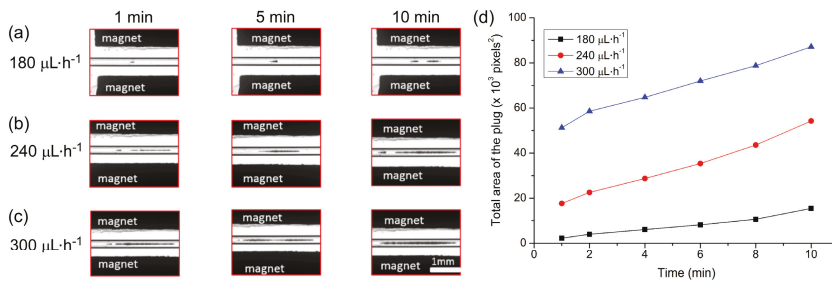 1 min 5 min 10 min
(a)
180 μL·h⁻¹
magnet magnet magnet
magnet magnet magnet
(b)
240 μL·h⁻¹
magnet magnet magnet
magnet magnet magnet
(c)
300 μL·h⁻¹
magnet magnet magnet
magnet magnet magnet
1mm
(d)
Total area of the plug (x 10³ pixels²)
100
80
60
40
20
0
180 μL·h⁻¹
240 μL·h⁻¹
300 μL·h⁻¹
0 2 4 6 8 10
Time (min)